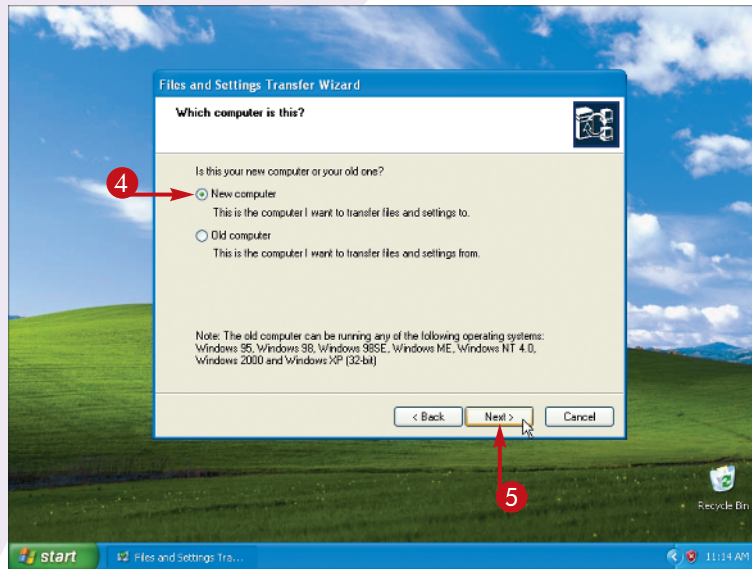 Files and Settings Transfer Wizard
Which computer is this?
Is this your new computer or your old one?
4
New computer
This is the computer I want to transfer files and settings to.
Old computer
This is the computer I want to transfer files and settings from.
Note: The old computer can be running any of the following operating systems:
Windows 95, Windows 98, Windows 98SE, Windows ME, Windows NT 4.0,
Windows 2000 and Windows XP (32-bit)
< Back
Next >
Cancel
5
Recycle Bin
start
Files and Settings Tra...
11:14 AM